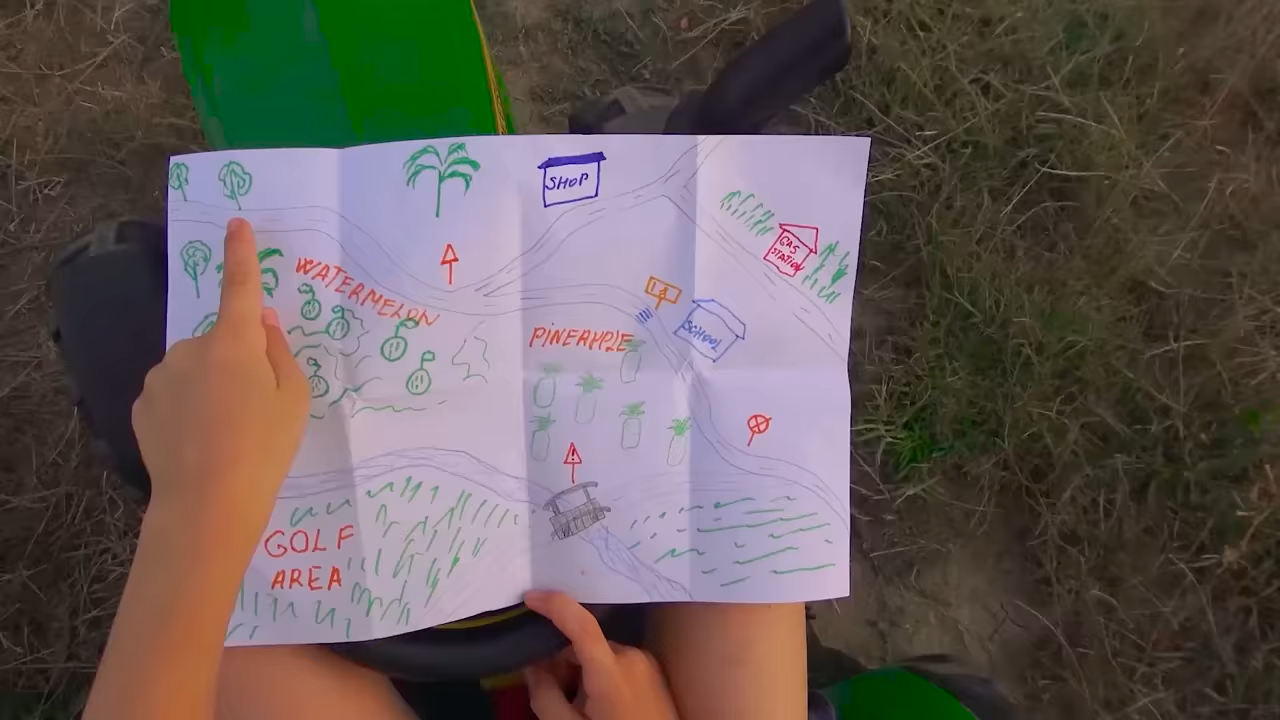 SHOP
GAS
STATION
WATERMELON
SCHOOL
PINEAPPLE
GOLF
AREA